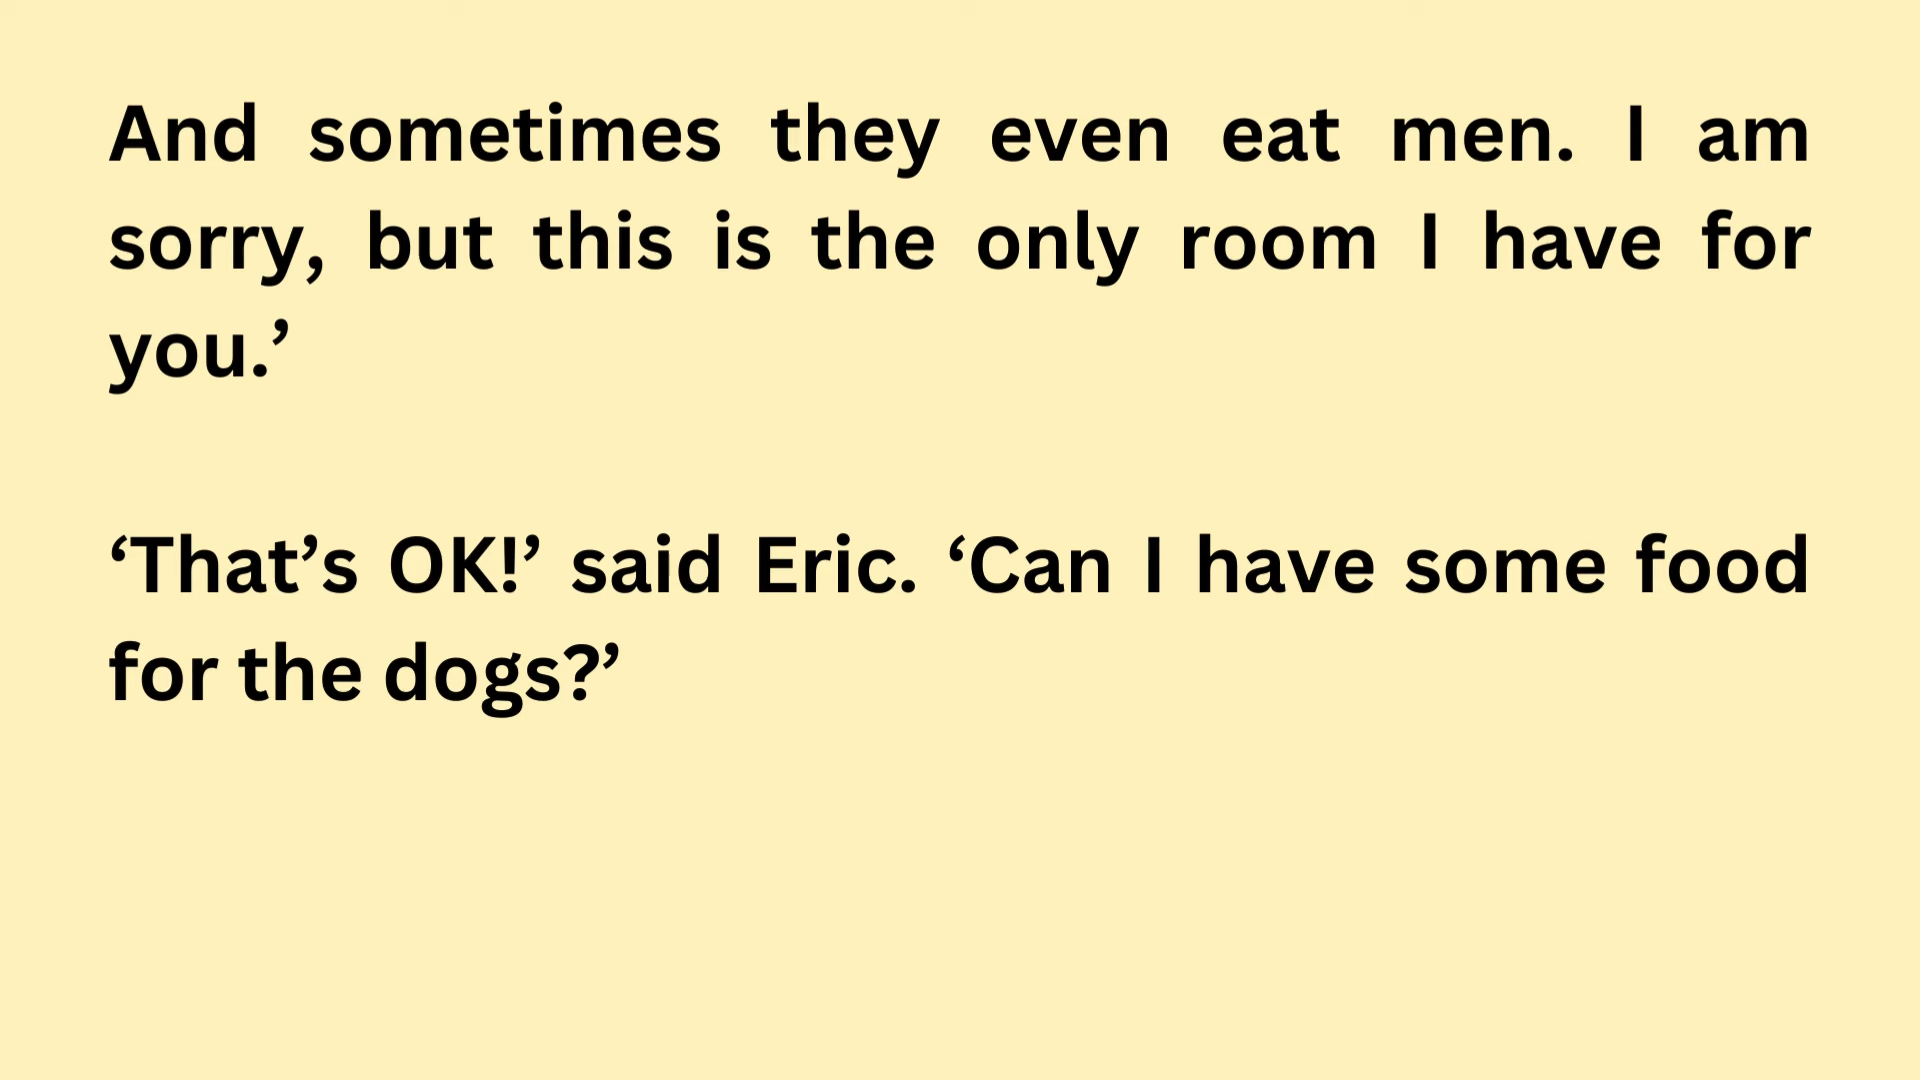 And sometimes they even eat men. I am
sorry, but this is the only room I have for
you.’
‘That’s OK!’ said Eric. ‘Can I have some food
for the dogs?’